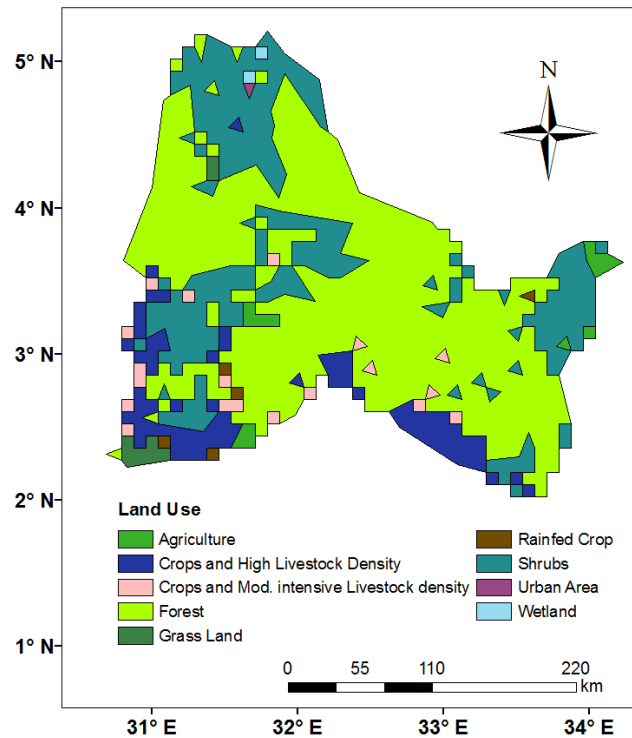 5° N
N
4° N
3° N
2° N
Land Use
Agriculture
Rainfed Crop
Crops and High Livestock Density
Shrubs
Crops and Mod. intensive Livestock density
Urban Area
Forest
Wetland
Grass Land
1° N
0 55 110 220
km
31° E 32° E 33° E 34° E